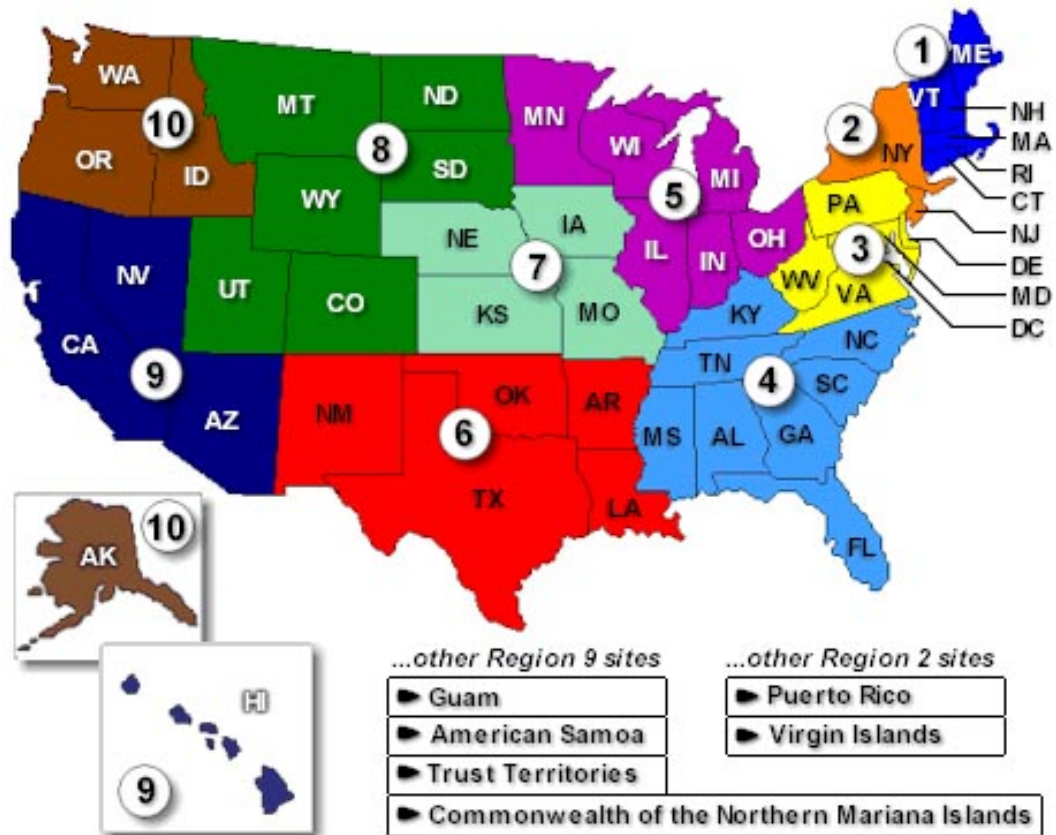 1
ME
WA
MT
ND
MN
VT
NH
10
2
MA
OR
ID
8
SD
WI
MI
NY
RI
WY
5
CT
PA
NJ
NE
IA
OH
NV
UT
CO
7
IL
IN
3
DE
WV
VA
MD
KS
MO
KY
DC
CA
9
TN
NC
4
SC
NM
OK
AR
AZ
6
MS
AL
GA
TX
LA
10
AK
FL
HI
9
...other Region 9 sites
Guam
American Samoa
Trust Territories
Commonwealth of the Northern Mariana Islands
...other Region 2 sites
Puerto Rico
Virgin Islands